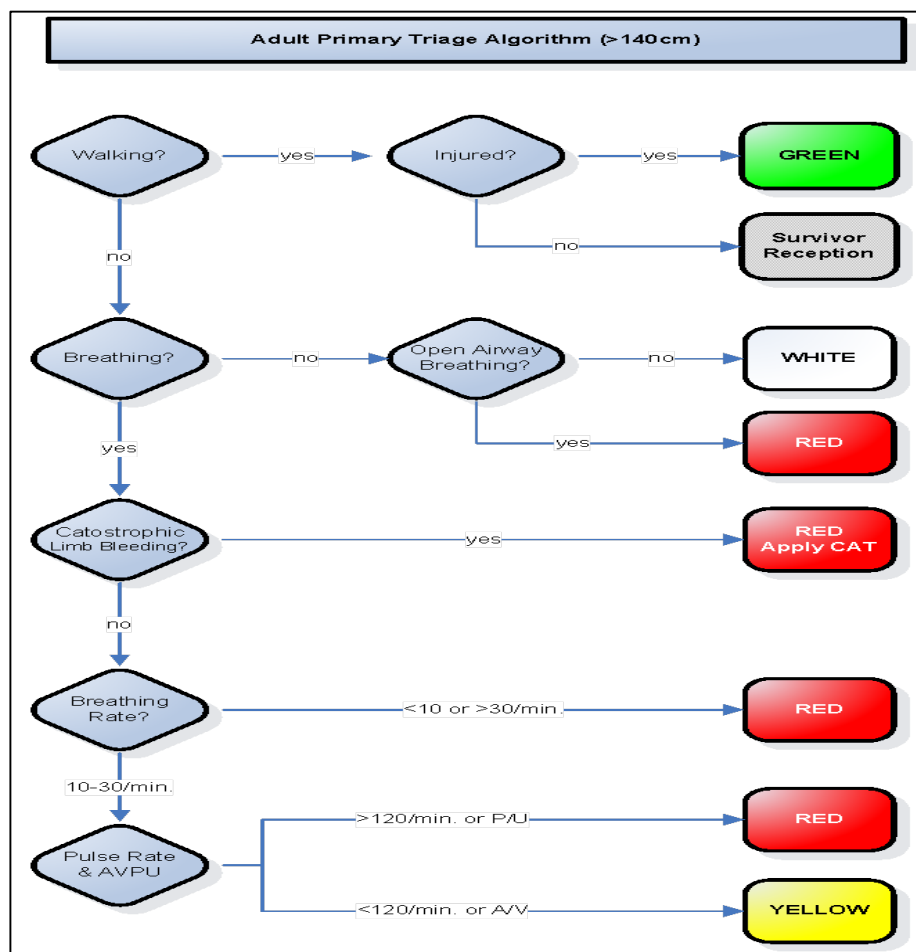 Adult Primary Triage Algorithm (>140cm)
Walking?
yes
Injured?
yes
GREEN
no
Survivor
Reception
no
Breathing?
no
Open Airway
Breathing?
no
WHITE
yes
RED
yes
Catostrophic
Limb Bleeding?
yes
RED
Apply CAT
no
Breathing
Rate?
<10 or >30/min.
RED
10-30/min.
Pulse Rate
& AVPU
>120/min. or P/U
RED
<120/min. or A/V
YELLOW